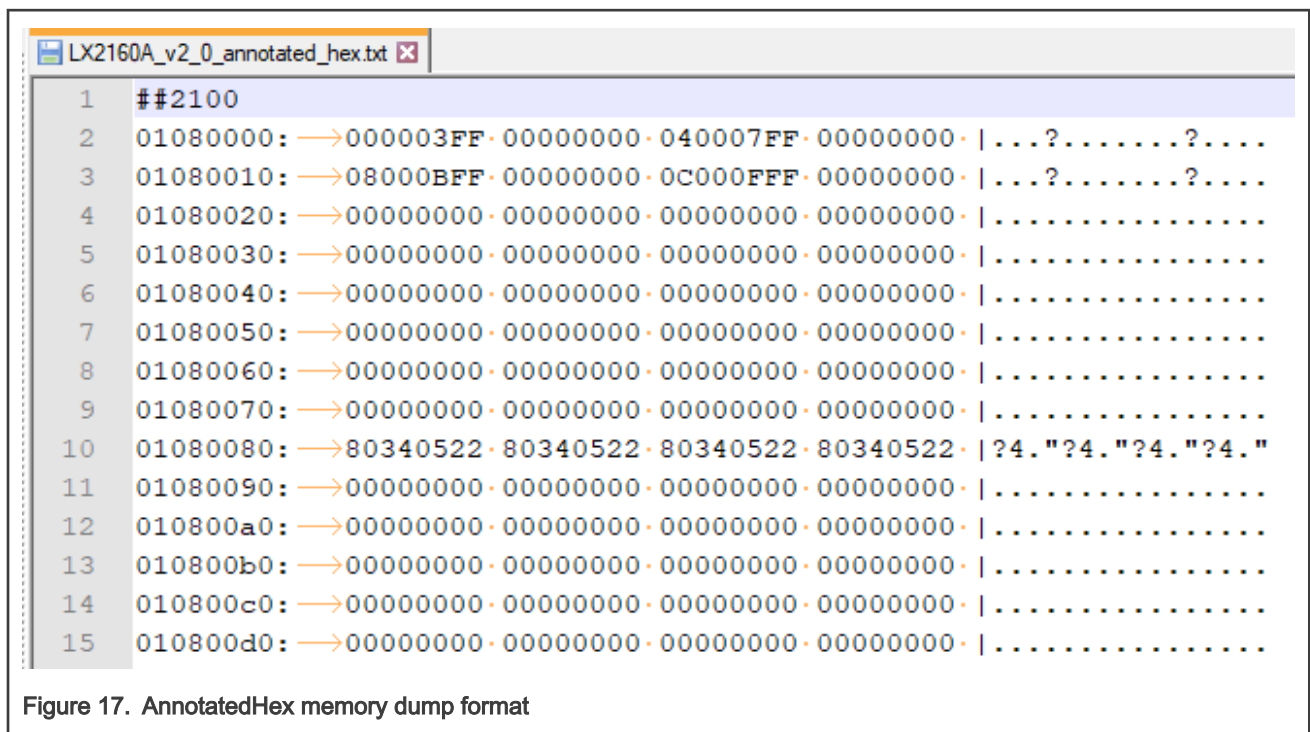 LX2160A_v2_0_annotated_hex.txt
1 ##2100
2 01080000: →000003FF·00000000·040007FF·00000000·|...?.......?....
3 01080010: →08000BFF·00000000·0C000FFF·00000000·|...?.......?....
4 01080020: →00000000·00000000·00000000·00000000·|................
5 01080030: →00000000·00000000·00000000·00000000·|................
6 01080040: →00000000·00000000·00000000·00000000·|................
7 01080050: →00000000·00000000·00000000·00000000·|................
8 01080060: →00000000·00000000·00000000·00000000·|................
9 01080070: →00000000·00000000·00000000·00000000·|................
10 01080080: →80340522·80340522·80340522·80340522·|?4."?4."?4."?4."
11 01080090: →00000000·00000000·00000000·00000000·|................
12 010800a0: →00000000·00000000·00000000·00000000·|................
13 010800b0: →00000000·00000000·00000000·00000000·|................
14 010800c0: →00000000·00000000·00000000·00000000·|................
15 010800d0: →00000000·00000000·00000000·00000000·|................
Figure 17. AnnotatedHex memory dump format